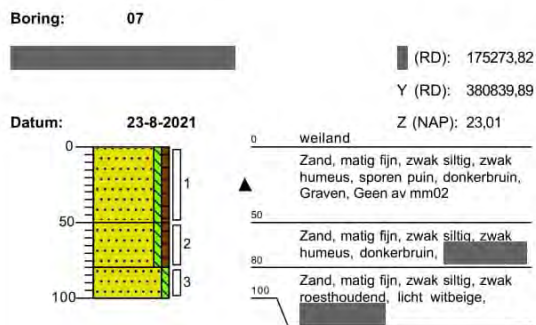 Boring: 07
(RD): 175273,82
Y (RD): 380839,89
Datum: 23-8-2021
Z (NAP): 23,01
0
0
weiland
Zand, matig fijn, zwak siltig, zwak
humeus, sporen puin, donkerbruin,
Graven, Geen av mm02
1
50
50
Zand, matig fijn, zwak siltig, zwak
humeus, donkerbruin,
2
80
Zand, matig fijn, zwak siltig, zwak
roesthoudend, licht witbeige,
3
100
100